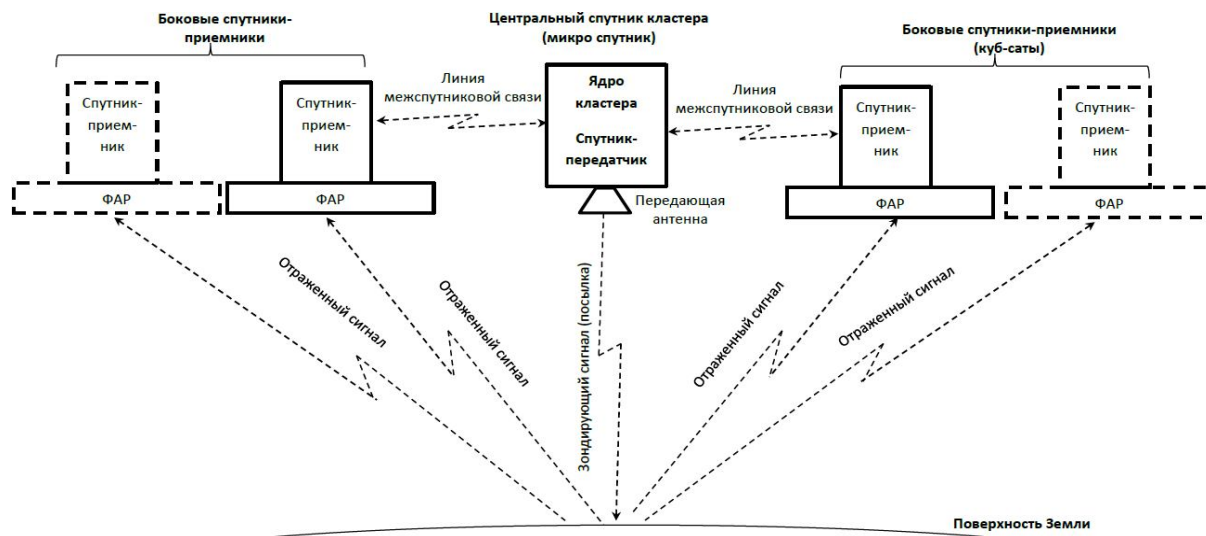 Боковые спутники-
приемники
Центральный спутник кластера
(микро спутник)
Боковые спутники-приемники
(куб-саты)
Спутник-
прием-
ник
Спутник-
прием-
ник
Линия
межспутниковой связи
Ядро
кластера
Спутник-
передатчик
Линия
межспутниковой связи
Спутник-
прием-
ник
Спутник-
прием-
ник
ФАР
ФАР
Передающая
антенна
ФАР
ФАР
Отраженный сигнал
Отраженный сигнал
Зондирующий сигнал (посылка)
Отраженный сигнал
Отраженный сигнал
Поверхность Земли